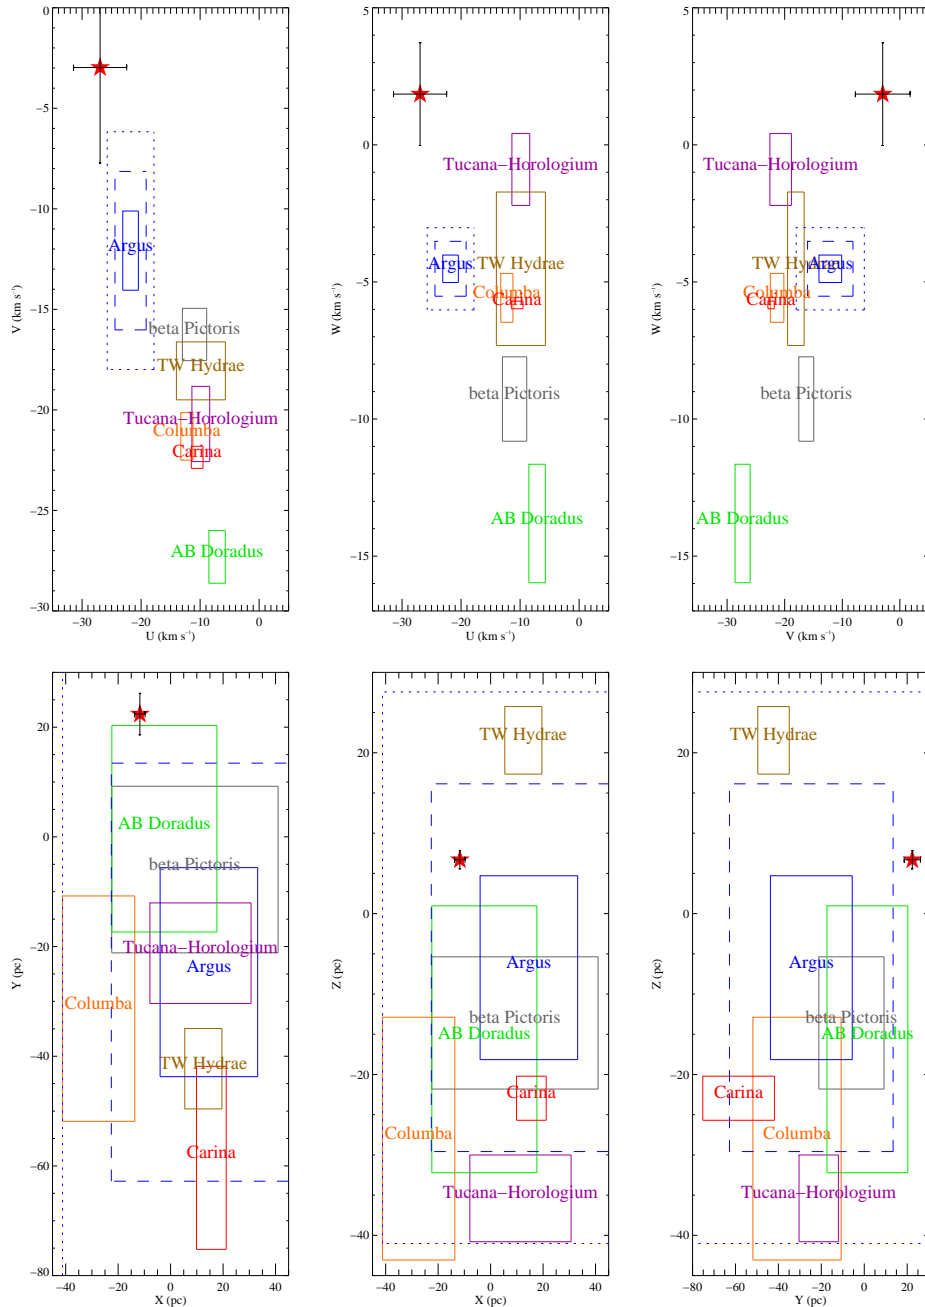 0
−5
−10
−15
−20
−25
−30
V (km s⁻¹)
Argus
beta Pictoris
TW Hydrae
Tucana−Horologium
Columba
Carina
AB Doradus
−30
−20
−10
0
U (km s⁻¹)
5
0
−5
−10
−15
W (km s⁻¹)
Tucana−Horologium
TW Hydrae
Argus
Columba
Carina
beta Pictoris
AB Doradus
−30
−20
−10
0
U (km s⁻¹)
5
0
−5
−10
−15
W (km s⁻¹)
Tucana−Horologium
TW Hydrae
Argus
Columba
Carina
beta Pictoris
AB Doradus
−30
−20
−10
0
V (km s⁻¹)
20
0
−20
−40
−60
−80
Y (pc)
AB Doradus
beta Pictoris
Tucana−Horologium
Argus
Columba
TW Hydrae
Carina
−40
−20
0
20
40
X (pc)
20
0
−20
−40
Z (pc)
TW Hydrae
Argus
beta Pictoris
AB Doradus
Carina
Columba
Tucana−Horologium
−40
−20
0
20
40
X (pc)
20
0
−20
−40
Z (pc)
TW Hydrae
Argus
beta Pictoris
AB Doradus
Carina
Columba
Tucana−Horologium
−80
−60
−40
−20
0
20
Y (pc)